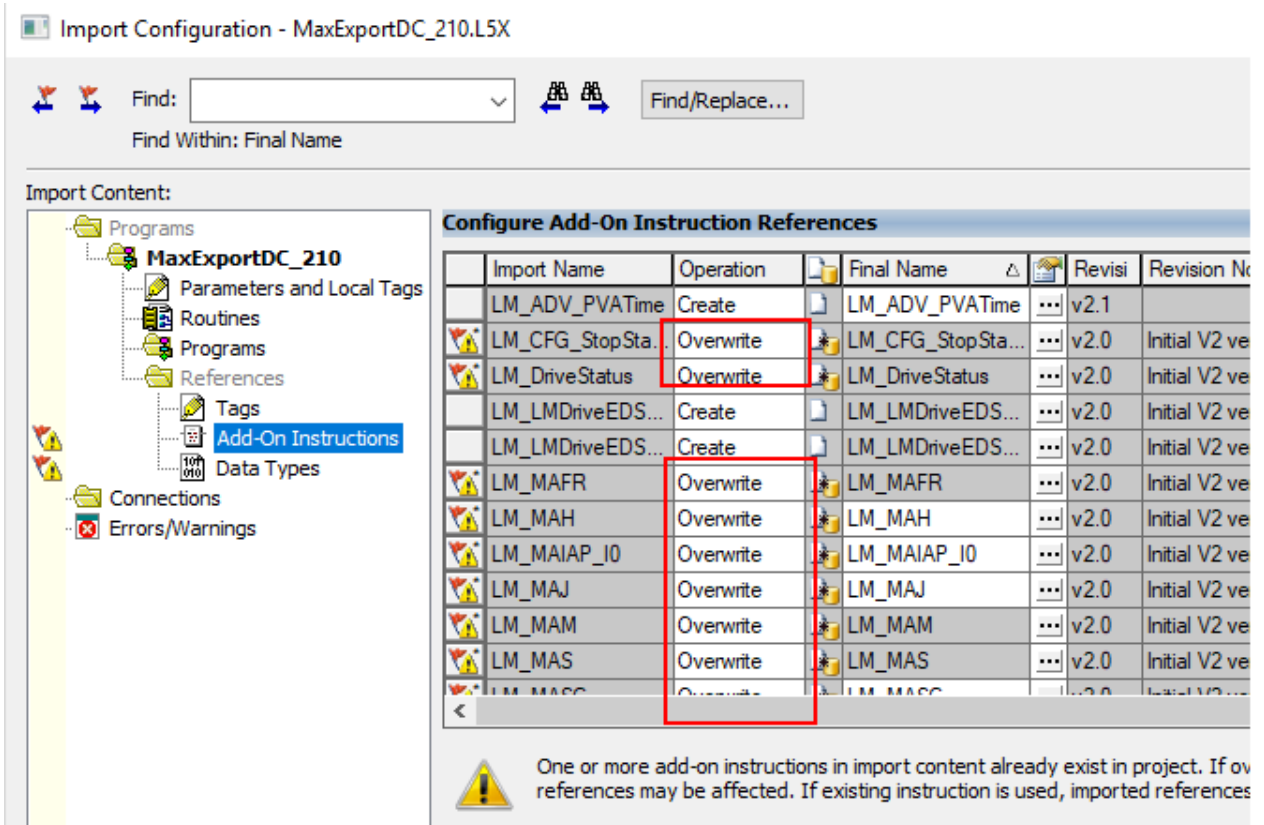 Import Configuration - MaxExportDC_210.L5X
Find:
Find/Replace...
Find Within: Final Name
Import Content:
Programs
MaxExportDC_210
Parameters and Local Tags
Routines
Programs
References
Tags
Add-On Instructions
Data Types
Connections
Errors/Warnings
Configure Add-On Instruction References
Import Name Operation Final Name Revisi Revision No
LM_ADV_PVATime Create LM_ADV_PVATime ... v2.1
LM_CFG_StopSta... Overwrite LM_CFG_StopSta... ... v2.0 Initial V2 ve
LM_DriveStatus Overwrite LM_DriveStatus ... v2.0 Initial V2 ve
LM_LMDriveEDS... Create LM_LMDriveEDS... ... v2.0 Initial V2 ve
LM_LMDriveEDS... Create LM_LMDriveEDS... ... v2.0 Initial V2 ve
LM_MAFR Overwrite LM_MAFR ... v2.0 Initial V2 ve
LM_MAH Overwrite LM_MAH ... v2.0 Initial V2 ve
LM_MAIAP_I0 Overwrite LM_MAIAP_I0 ... v2.0 Initial V2 ve
LM_MAJ Overwrite LM_MAJ ... v2.0 Initial V2 ve
LM_MAM Overwrite LM_MAM ... v2.0 Initial V2 ve
LM_MAS Overwrite LM_MAS ... v2.0 Initial V2 ve
One or more add-on instructions in import content already exist in project. If ov
references may be affected. If existing instruction is used, imported references